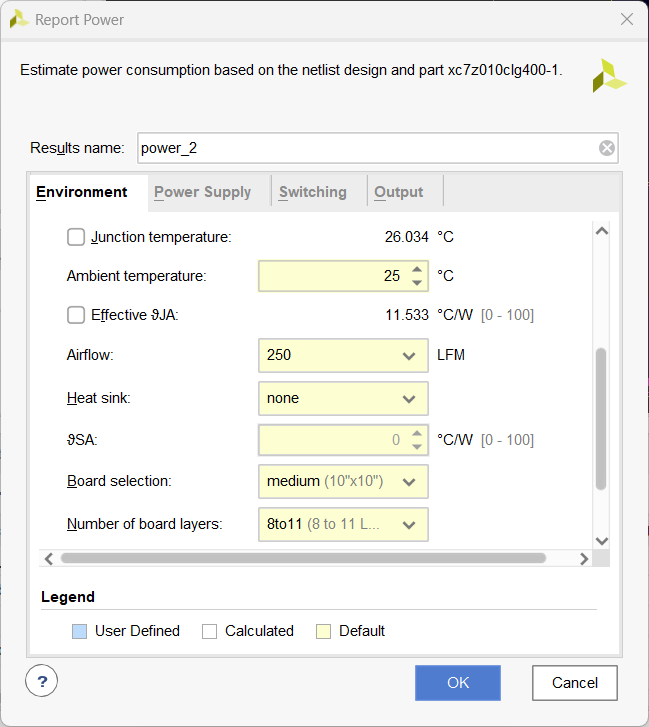 Report Power
Estimate power consumption based on the netlist design and part xc7z010clg400-1.
Results name: power_2
Environment Power Supply Switching Output
Junction temperature: 26.034 °C
Ambient temperature: 25 °C
Effective ϑJA: 11.533 °C/W [0 - 100]
Airflow: 250 LFM
Heat sink: none
ϑSA: 0 °C/W [0 - 100]
Board selection: medium (10"x10")
Number of board layers: 8to11 (8 to 11 L...
Legend
User Defined Calculated Default
? OK Cancel